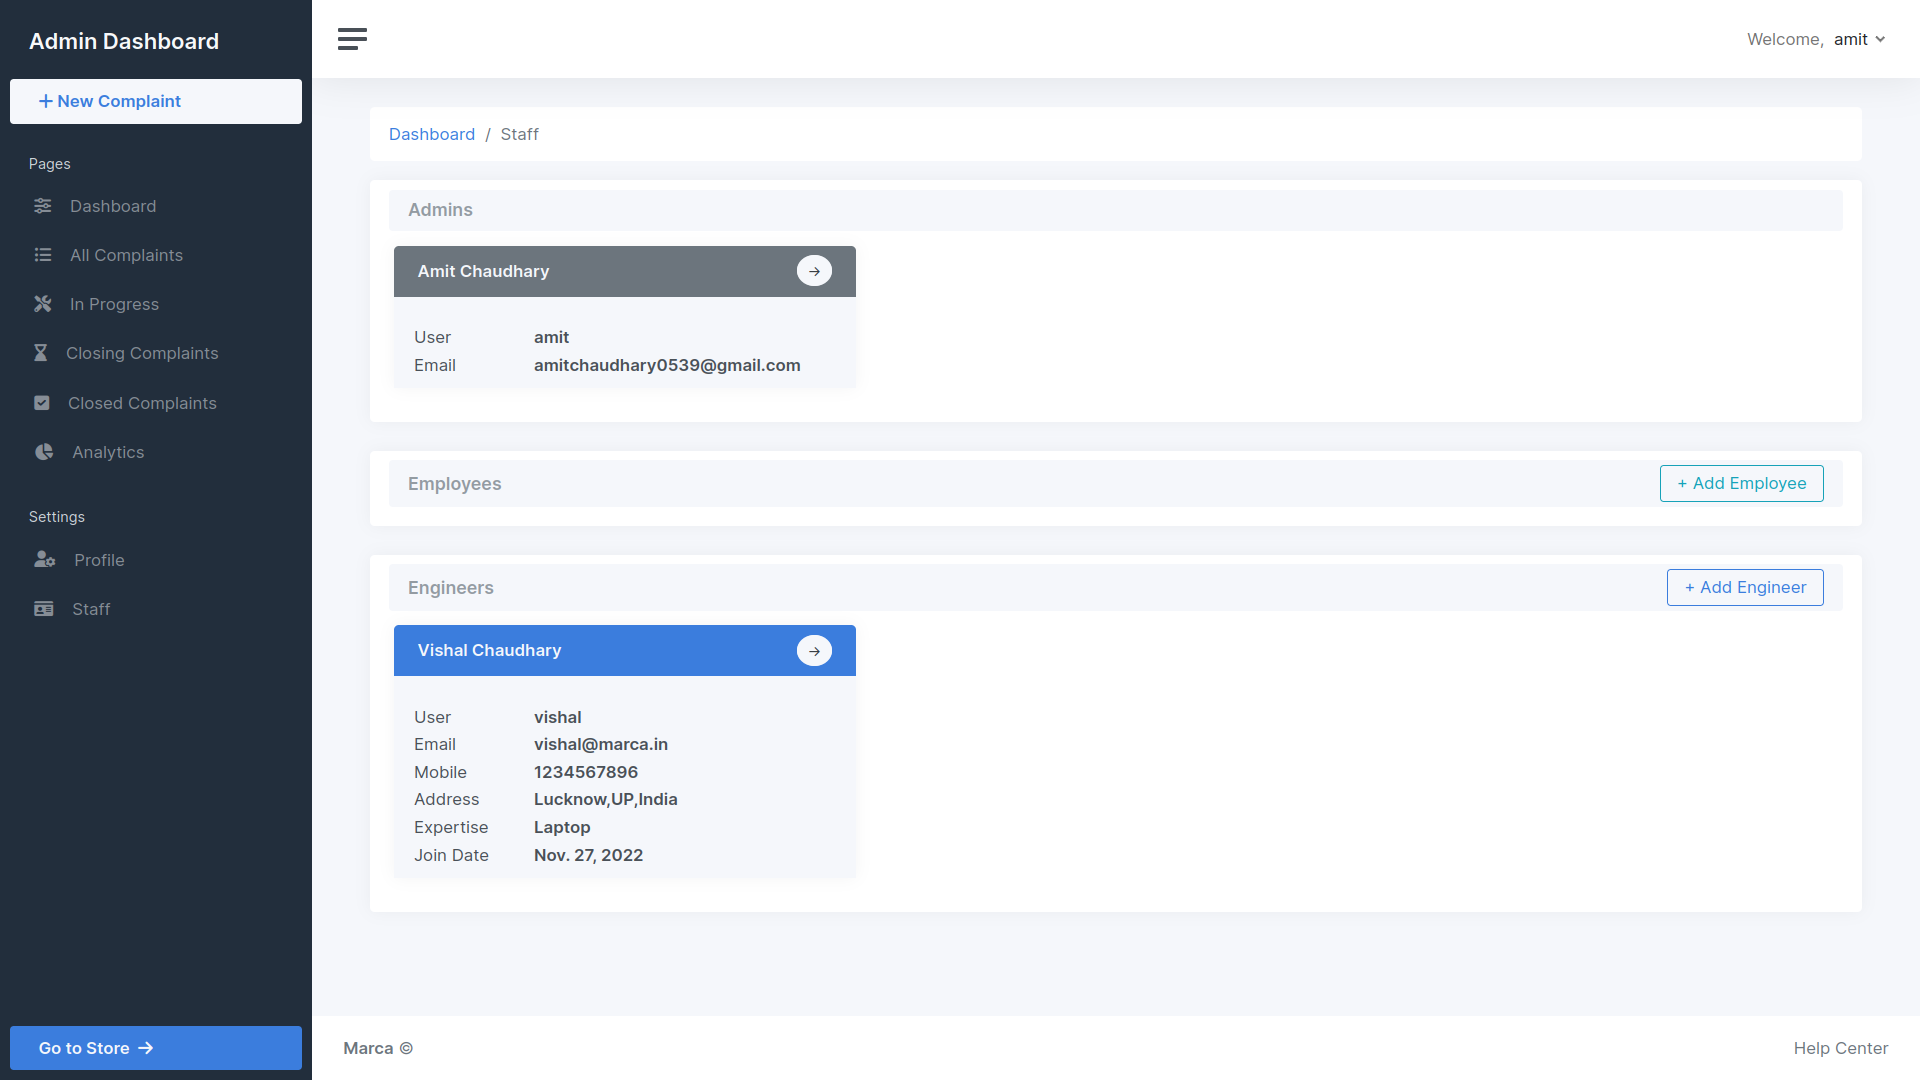 Admin Dashboard
+ New Complaint
Pages
Dashboard
All Complaints
In Progress
Closing Complaints
Closed Complaints
Analytics
Settings
Profile
Staff
Go to Store →
Welcome, amit
Dashboard / Staff
Admins
Amit Chaudhary →
User amit
Email amitchaudhary0539@gmail.com
Employees + Add Employee
Engineers + Add Engineer
Vishal Chaudhary →
User vishal
Email vishal@marca.in
Mobile 1234567896
Address Lucknow,UP,India
Expertise Laptop
Join Date Nov. 27, 2022
Marca © Help Center